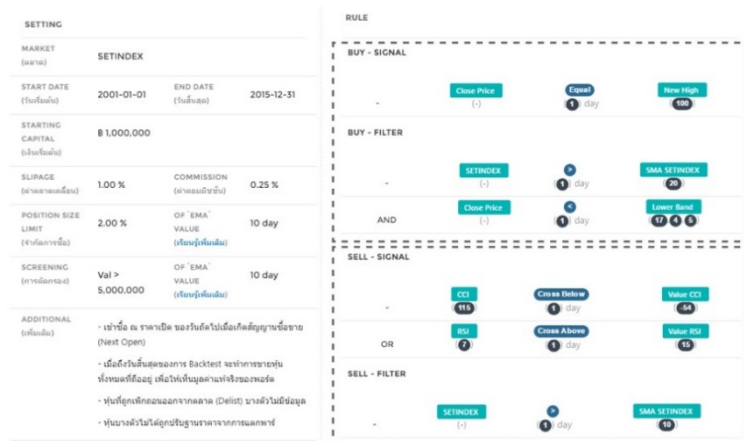 SETTING
MARKET
(ตลาด)
SETINDEX
START DATE
(วันเริ่มต้น)
2001-01-01
END DATE
(วันสิ้นสุด)
2015-12-31
STARTING
CAPITAL
(เงินเริ่มต้น)
฿ 1,000,000
SLIPAGE
(ค่าคลาดเคลื่อน)
1.00 %
COMMISSION
(ค่าคอมมิชชั่น)
0.25 %
POSITION SIZE
LIMIT
(จำกัดการซื้อ)
2.00 %
OF `EMA`
VALUE
(เรียนรู้เพิ่มเติม)
10 day
SCREENING
(การคัดกรอง)
Val >
5,000,000
OF `EMA`
VALUE
(เรียนรู้เพิ่มเติม)
10 day
ADDITIONAL
(เพิ่มเติม)
- เข้าซื้อ ณ ราคาเปิด ของวันถัดไปเมื่อเกิดสัญญาณซื้อขาย
(Next Open)
- เมื่อถึงวันสิ้นสุดของการ Backtest จะทำการขายหุ้น
ทั้งหมดที่ถืออยู่ เพื่อให้เห็นมูลค่าแท้จริงของพอร์ต
- หุ้นที่ถูกเพิกถอนออกจากตลาด (Delist) บางตัวไม่มีข้อมูล
- หุ้นบางตัวไม่ได้ถูกปรับฐานราคาจากการแตกพาร์
RULE
BUY - SIGNAL
- Close Price Equal New High
(-) (1) day (100)
BUY - FILTER
- SETINDEX > SMA SETINDEX
(-) (1) day (20)
AND Close Price < Lower Band
(-) (1) day (17 4 5)
SELL - SIGNAL
- CCI Cross Below Value CCI
(115) (1) day (-54)
OR RSI Cross Above Value RSI
(7) (1) day (15)
SELL - FILTER
- SETINDEX > SMA SETINDEX
(-) (1) day (10)